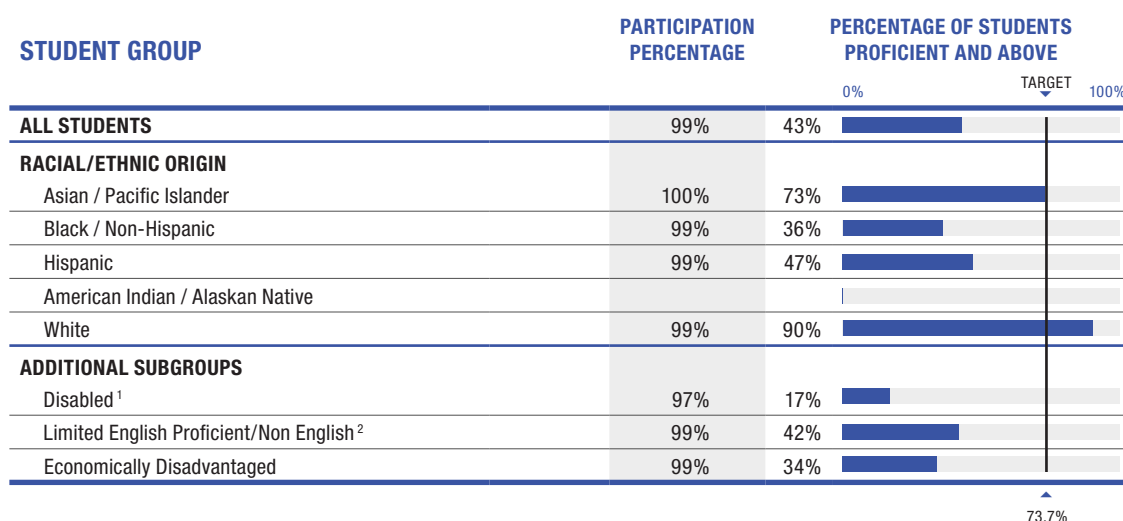 STUDENT GROUP
PARTICIPATION
PERCENTAGE
PERCENTAGE OF STUDENTS
PROFICIENT AND ABOVE
0% TARGET 100%
ALL STUDENTS 99% 43%
RACIAL/ETHNIC ORIGIN
Asian / Pacific Islander 100% 73%
Black / Non-Hispanic 99% 36%
Hispanic 99% 47%
American Indian / Alaskan Native
White 99% 90%
ADDITIONAL SUBGROUPS
Disabled 1 97% 17%
Limited English Proficient/Non English 2 99% 42%
Economically Disadvantaged 99% 34%
73.7%